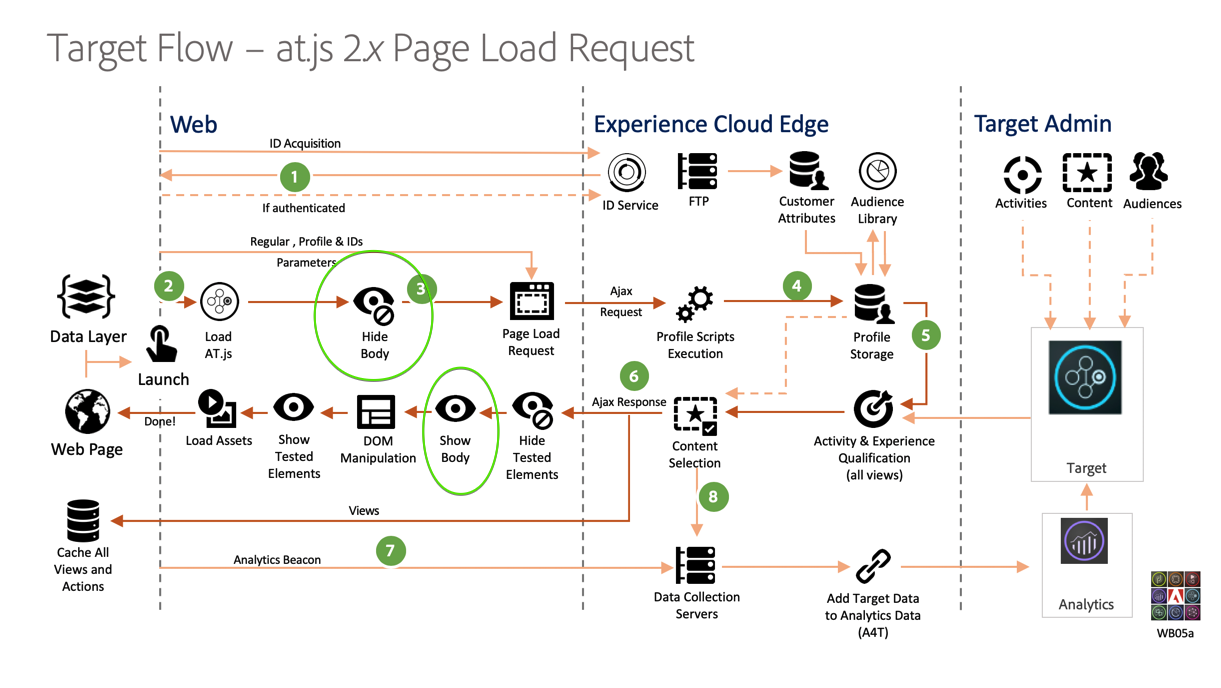 Target Flow – at.js 2.x Page Load Request
Web
Experience Cloud Edge
Target Admin
ID Acquisition
1
If authenticated
ID Service
FTP
Customer
Attributes
Audience
Library
Activities
Content
Audiences
Regular , Profile & IDs
Parameters
Data Layer
2
Load
AT.js
Hide
Body
3
Page Load
Request
Ajax
Request
Profile Scripts
Execution
4
Profile
Storage
5
Launch
Web Page
Done!
Load Assets
Show
Tested
Elements
DOM
Manipulation
Show
Body
Hide
Tested
Elements
6
Ajax Response
Content
Selection
Activity & Experience
Qualification
(all views)
Target
8
Views
Cache All
Views and
Actions
7
Analytics Beacon
Data Collection
Servers
Add Target Data
to Analytics Data
(A4T)
Analytics
WB05a